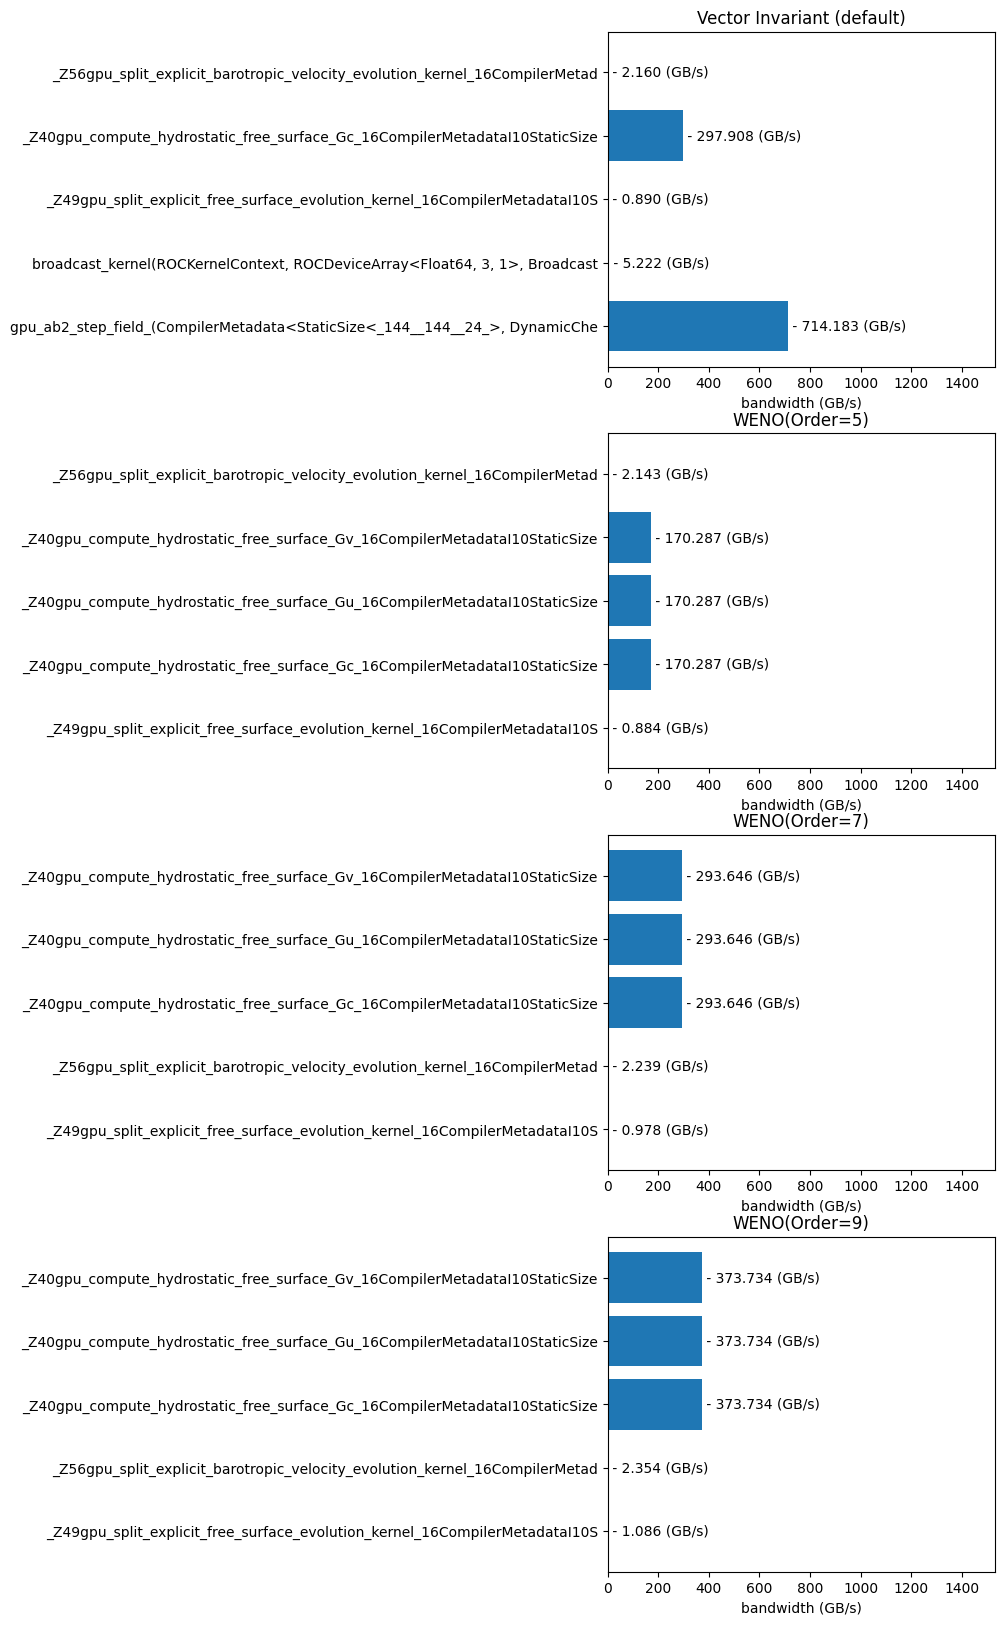 Vector Invariant (default)
_Z56gpu_split_explicit_barotropic_velocity_evolution_kernel_16CompilerMetad - 2.160 (GB/s)
_Z40gpu_compute_hydrostatic_free_surface_Gc_16CompilerMetadataI10StaticSize - 297.908 (GB/s)
_Z49gpu_split_explicit_free_surface_evolution_kernel_16CompilerMetadataI10S - 0.890 (GB/s)
broadcast_kernel(ROCKernelContext, ROCDeviceArray<Float64, 3, 1>, Broadcast - 5.222 (GB/s)
gpu_ab2_step_field_(CompilerMetadata<StaticSize<_144__144__24_>, DynamicChe - 714.183 (GB/s)
0 200 400 600 800 1000 1200 1400
bandwidth (GB/s)
WENO(Order=5)
_Z56gpu_split_explicit_barotropic_velocity_evolution_kernel_16CompilerMetad - 2.143 (GB/s)
_Z40gpu_compute_hydrostatic_free_surface_Gv_16CompilerMetadataI10StaticSize - 170.287 (GB/s)
_Z40gpu_compute_hydrostatic_free_surface_Gu_16CompilerMetadataI10StaticSize - 170.287 (GB/s)
_Z40gpu_compute_hydrostatic_free_surface_Gc_16CompilerMetadataI10StaticSize - 170.287 (GB/s)
_Z49gpu_split_explicit_free_surface_evolution_kernel_16CompilerMetadataI10S - 0.884 (GB/s)
0 200 400 600 800 1000 1200 1400
bandwidth (GB/s)
WENO(Order=7)
_Z40gpu_compute_hydrostatic_free_surface_Gv_16CompilerMetadataI10StaticSize - 293.646 (GB/s)
_Z40gpu_compute_hydrostatic_free_surface_Gu_16CompilerMetadataI10StaticSize - 293.646 (GB/s)
_Z40gpu_compute_hydrostatic_free_surface_Gc_16CompilerMetadataI10StaticSize - 293.646 (GB/s)
_Z56gpu_split_explicit_barotropic_velocity_evolution_kernel_16CompilerMetad - 2.239 (GB/s)
_Z49gpu_split_explicit_free_surface_evolution_kernel_16CompilerMetadataI10S - 0.978 (GB/s)
0 200 400 600 800 1000 1200 1400
bandwidth (GB/s)
WENO(Order=9)
_Z40gpu_compute_hydrostatic_free_surface_Gv_16CompilerMetadataI10StaticSize - 373.734 (GB/s)
_Z40gpu_compute_hydrostatic_free_surface_Gu_16CompilerMetadataI10StaticSize - 373.734 (GB/s)
_Z40gpu_compute_hydrostatic_free_surface_Gc_16CompilerMetadataI10StaticSize - 373.734 (GB/s)
_Z56gpu_split_explicit_barotropic_velocity_evolution_kernel_16CompilerMetad - 2.354 (GB/s)
_Z49gpu_split_explicit_free_surface_evolution_kernel_16CompilerMetadataI10S - 1.086 (GB/s)
0 200 400 600 800 1000 1200 1400
bandwidth (GB/s)